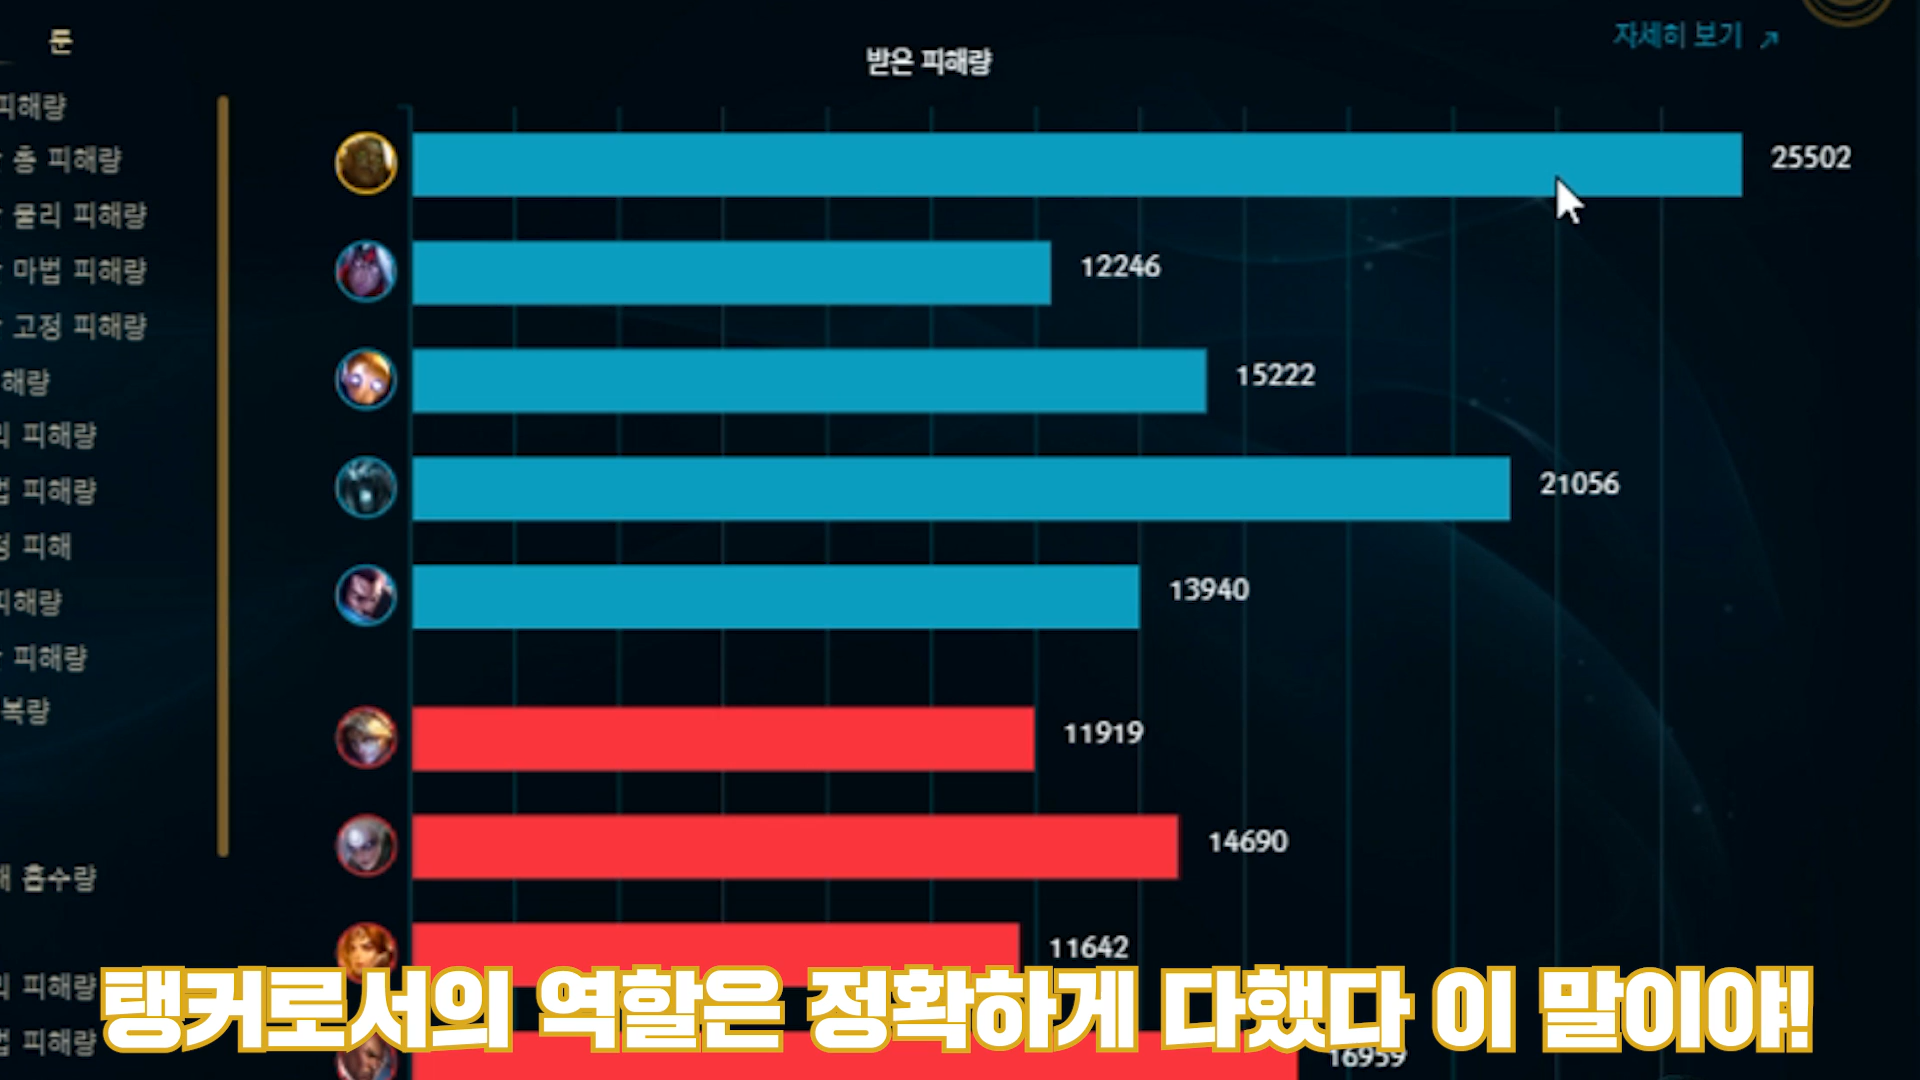 룬
자세히 보기
받은 피해량
피해량
총 피해량
물리 피해량
마법 피해량
고정 피해량
해량
피해량
피해량
피해
피해량
피해량
복량
흡수량
피해량
피해량
25502
12246
15222
21056
13940
11919
14690
11642
16959
탱커로서의 역할은 정확하게 다했다 이 말이야!